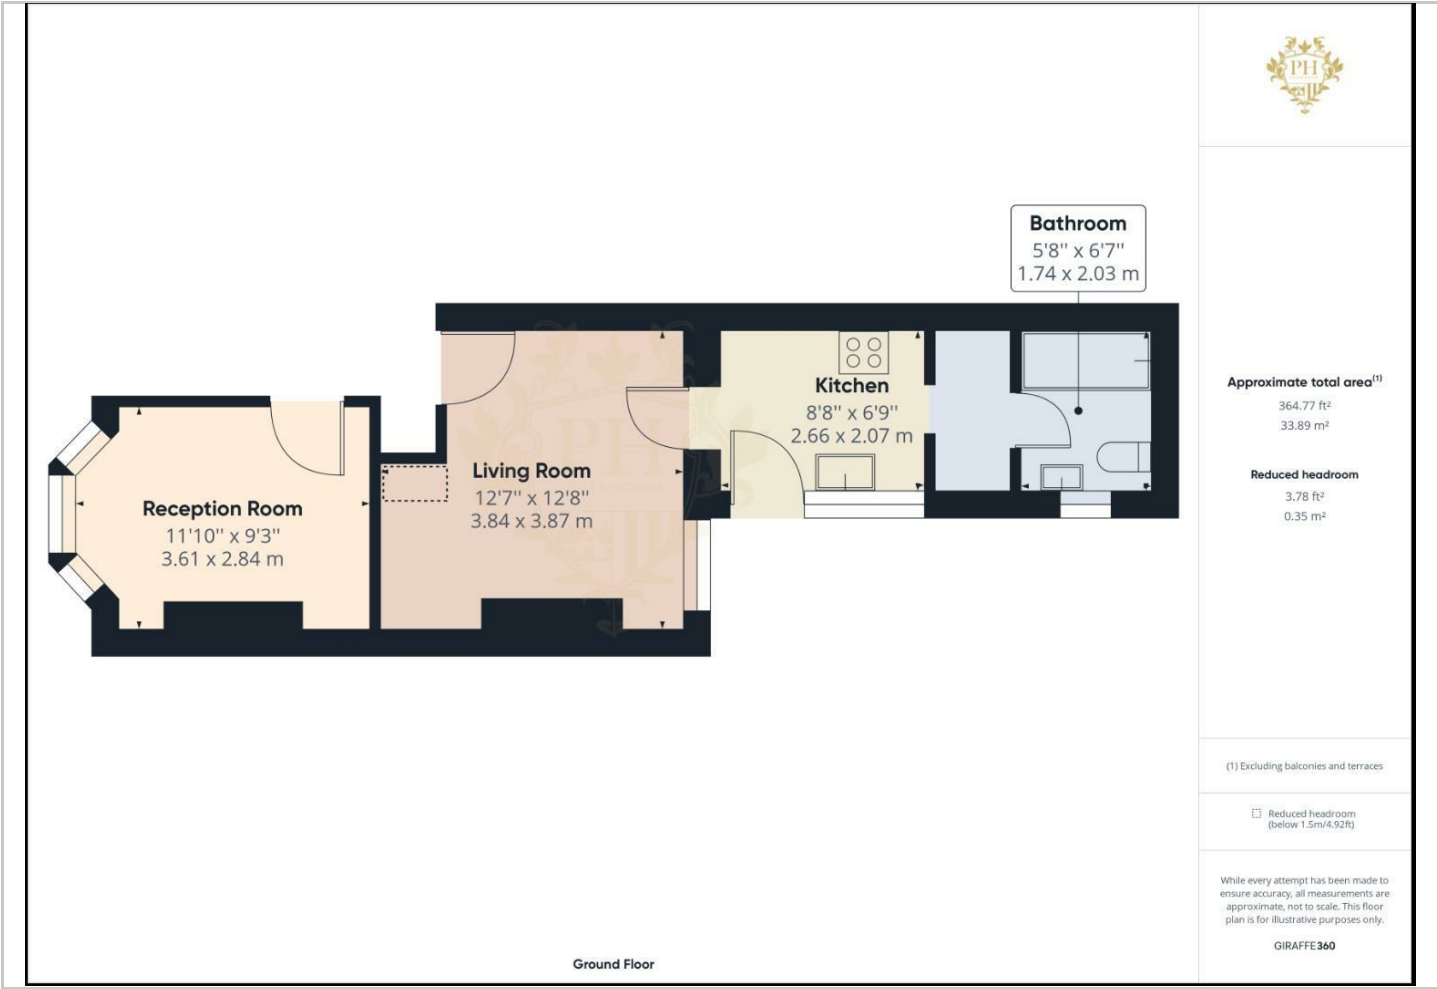 PH
Bathroom
5'8'' x 6'7''
1.74 x 2.03 m
Kitchen
8'8'' x 6'9''
2.66 x 2.07 m
Living Room
12'7'' x 12'8''
3.84 x 3.87 m
Reception Room
11'10'' x 9'3''
3.61 x 2.84 m
PH
Ground Floor
Approximate total area(1)
364.77 ft²
33.89 m²
Reduced headroom
3.78 ft²
0.35 m²
(1) Excluding balconies and terraces
Reduced headroom
(below 1.5m/4.92ft)
While every attempt has been made to
ensure accuracy, all measurements are
approximate, not to scale. This floor
plan is for illustrative purposes only.
GIRAFFE360